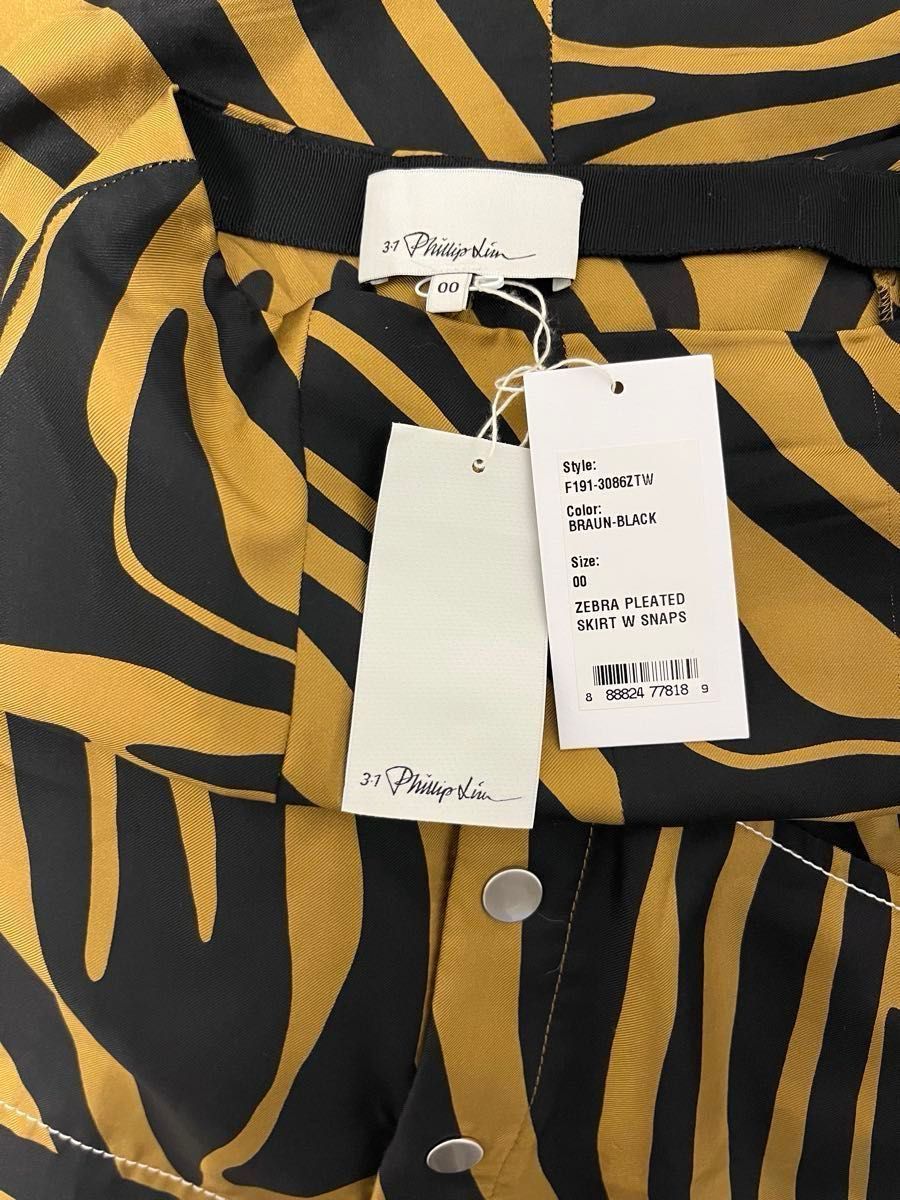 3.1 Phillip Lim
00
Style:
F191-3086ZTW
Color:
BRAUN-BLACK
Size:
00
ZEBRA PLEATED
SKIRT W SNAPS
8 88824 77818 9
3.1 Phillip Lim